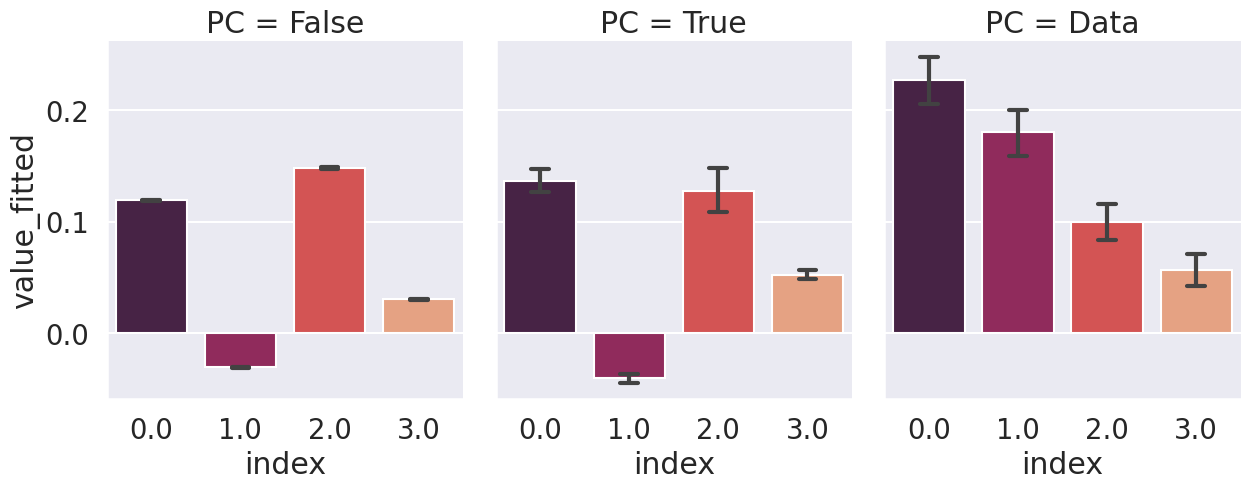 PC = False
PC = True
PC = Data
value_fitted
0.2
0.1
0.0
0.0 1.0 2.0 3.0
0.0 1.0 2.0 3.0
0.0 1.0 2.0 3.0
index
index
index